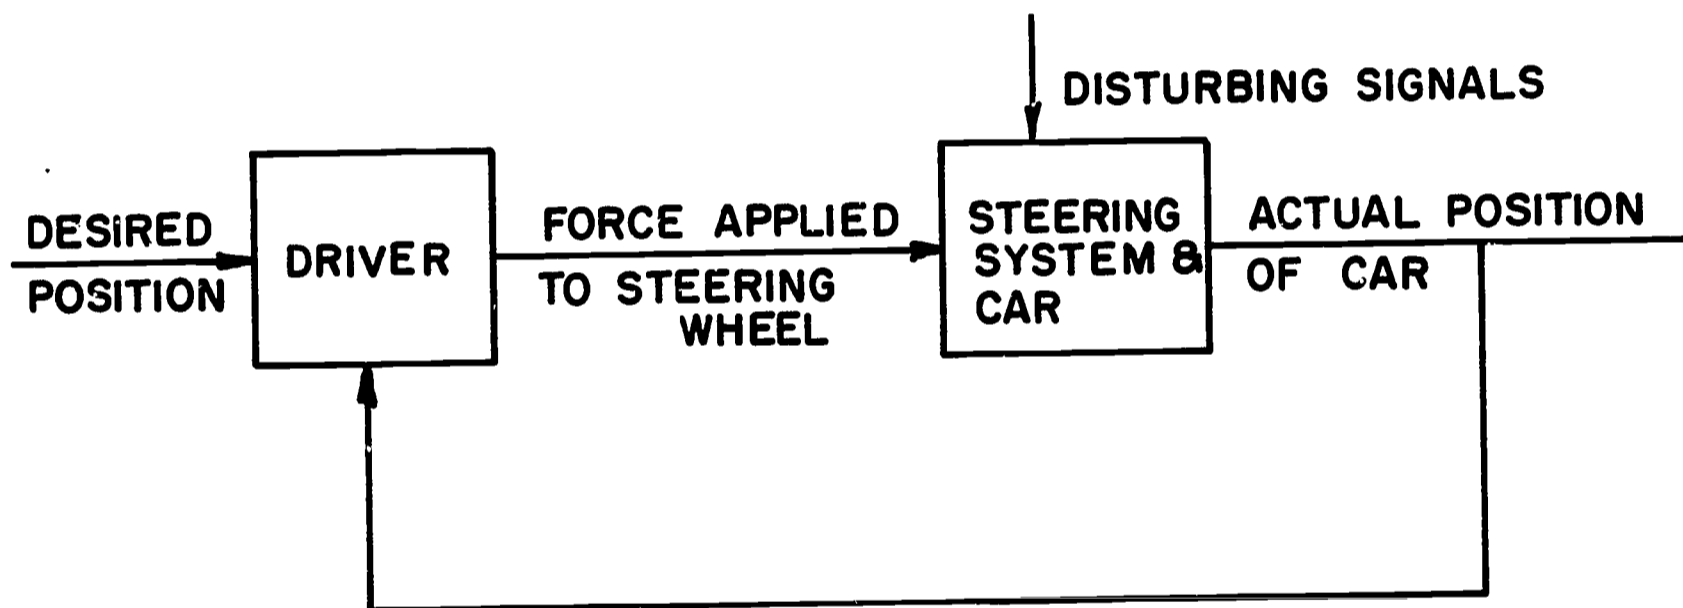 DISTURBING SIGNALS
DESIRED
POSITION
DRIVER
FORCE APPLIED
TO STEERING
WHEEL
STEERING
SYSTEM &
CAR
ACTUAL POSITION
OF CAR